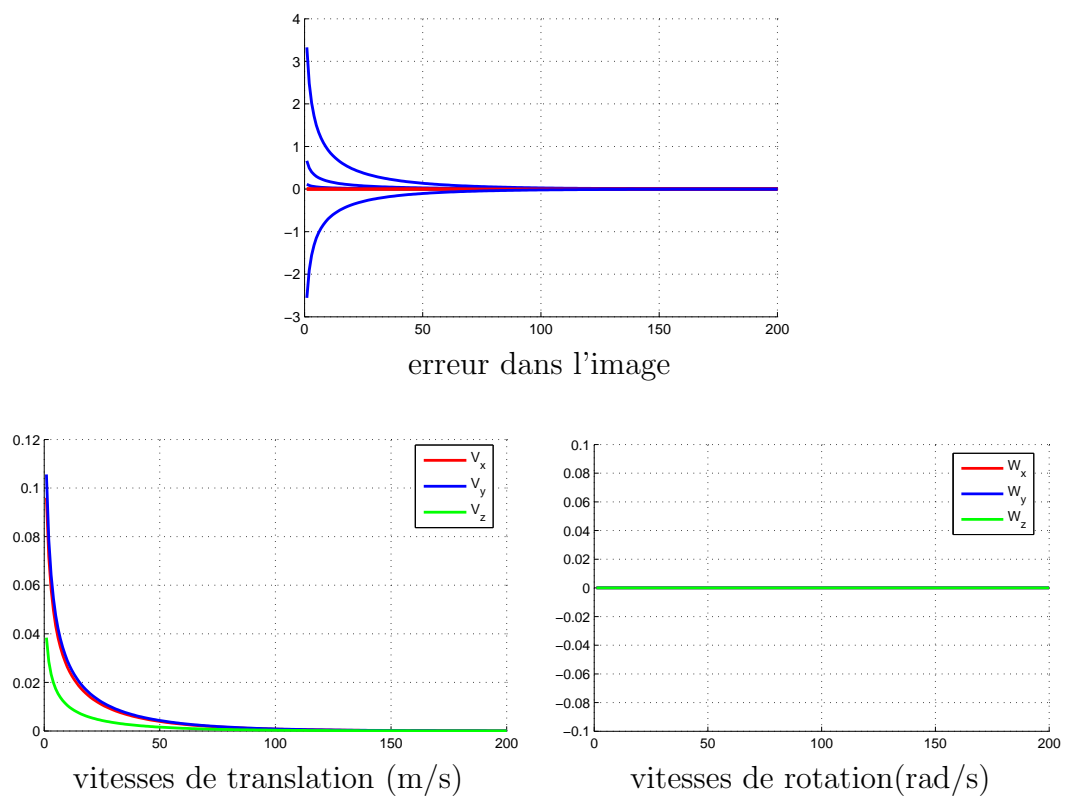 4
3
2
1
0
−1
−2
−3
0 50 100 150 200
erreur dans l'image
0.12
0.1
0.08
0.06
0.04
0.02
0
0 50 100 150 200
V_x
V_y
V_z
vitesses de translation (m/s)
0.1
0.08
0.06
0.04
0.02
0
−0.02
−0.04
−0.06
−0.08
−0.1
0 50 100 150 200
W_x
W_y
W_z
vitesses de rotation(rad/s)